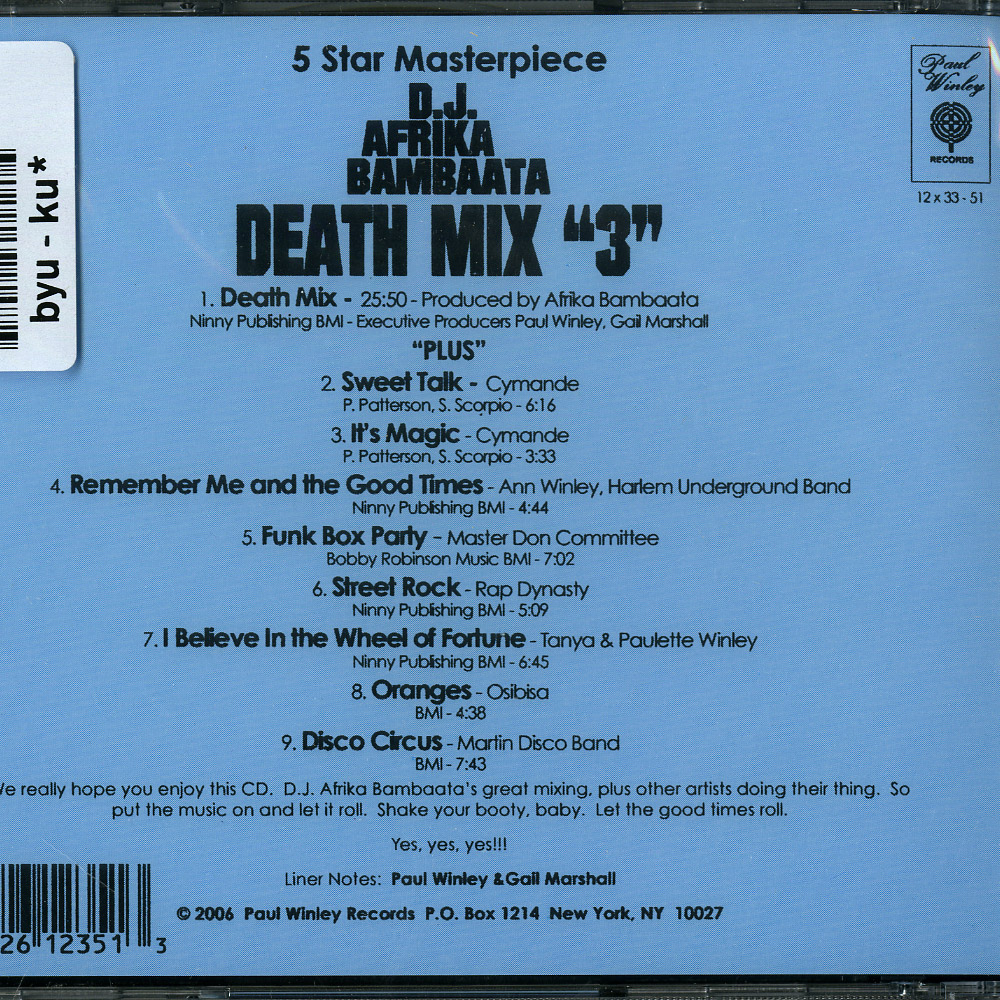 5 Star Masterpiece
D.J.
AFRIKA
BAMBAATA
DEATH MIX “3”
Paul
Winley
RECORDS
12 x 33 - 51
byu - ku*
1. Death Mix - 25:50 - Produced by Afrika Bambaata
Ninny Publishing BMI - Executive Producers Paul Winley, Gail Marshall
“PLUS”
2. Sweet Talk - Cymande
P. Patterson, S. Scorpio - 6:16
3. It's Magic - Cymande
P. Patterson, S. Scorpio - 3:33
4. Remember Me and the Good Times - Ann Winley, Harlem Underground Band
Ninny Publishing BMI - 4:44
5. Funk Box Party - Master Don Committee
Bobby Robinson Music BMI - 7:02
6. Street Rock - Rap Dynasty
Ninny Publishing BMI - 5:09
7. I Believe In the Wheel of Fortune - Tanya & Paulette Winley
Ninny Publishing BMI - 6:45
8. Oranges - Osibisa
BMI - 4:38
9. Disco Circus - Martin Disco Band
BMI - 7:43
We really hope you enjoy this CD. D.J. Afrika Bambaata's great mixing, plus other artists doing their thing. So
put the music on and let it roll. Shake your booty, baby. Let the good times roll.
Yes, yes, yes!!!
Liner Notes: Paul Winley & Gail Marshall
© 2006 Paul Winley Records P.O. Box 1214 New York, NY 10027
26 12351 3